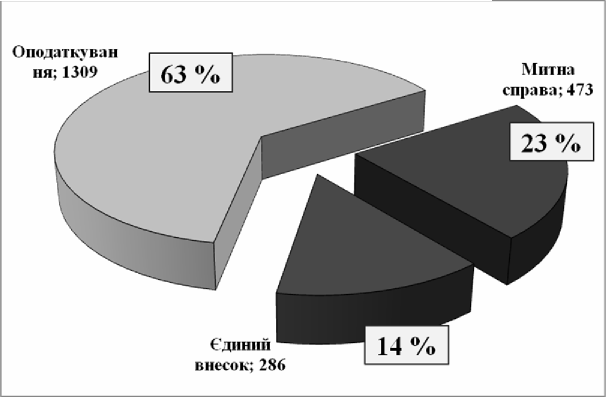 Оподаткуван
ня; 1309
63 %
Митна
справа; 473
23 %
Єдиний
внесок; 286
14 %